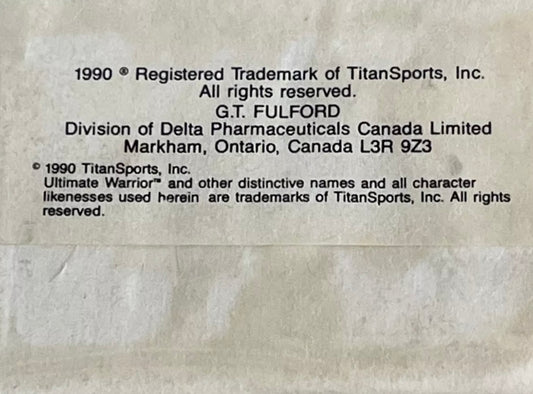 1990 ® Registered Trademark of TitanSports, Inc.
All rights reserved.
G.T. FULFORD
Division of Delta Pharmaceuticals Canada Limited
Markham, Ontario, Canada L3R 9Z3
© 1990 TitanSports, Inc.
Ultimate Warrior™ and other distinctive names and all character
likenesses used herein are trademarks of TitanSports, Inc. All rights
reserved.